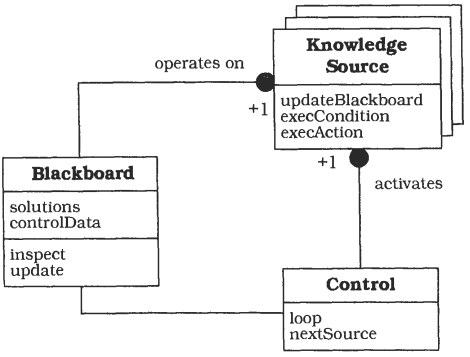 Knowledge
Source
operates on
+1
updateBlackboard
execCondition
execAction
+1
activates
Blackboard
solutions
controlData
inspect
update
Control
loop
nextSource